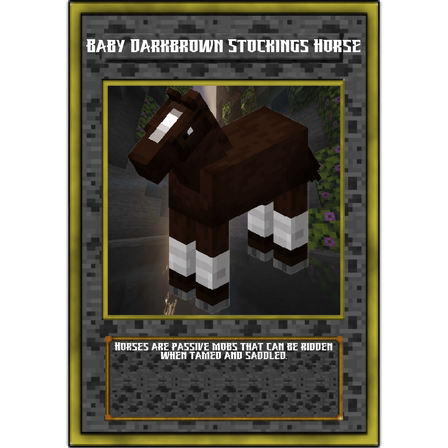 Baby Darkbrown Stockings Horse
Horses are passive mobs that can be ridden
when tamed and saddled.